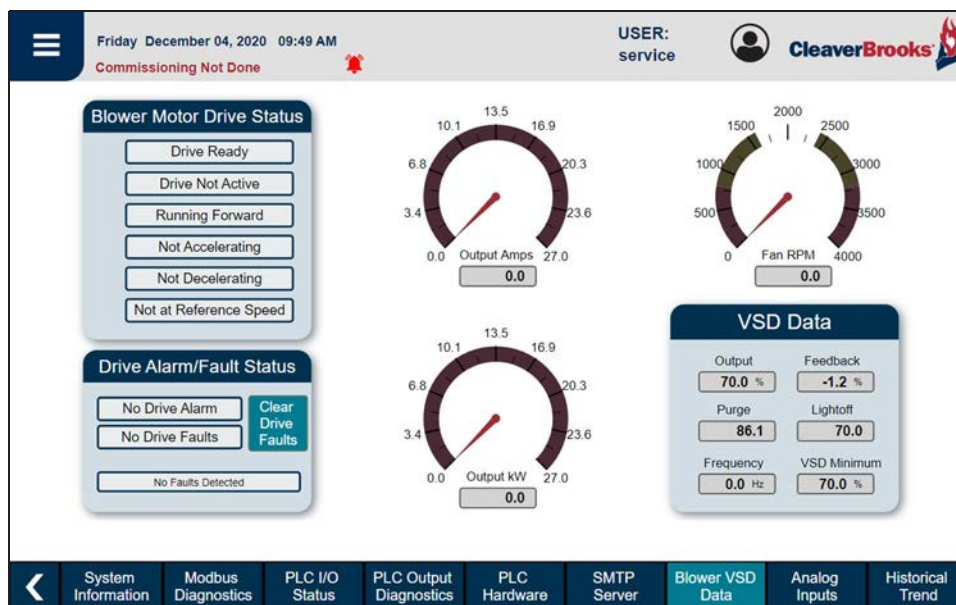 Friday December 04, 2020 09:49 AM
Commissioning Not Done
USER:
service
CleaverBrooks
Blower Motor Drive Status
Drive Ready
Drive Not Active
Running Forward
Not Accelerating
Not Decelerating
Not at Reference Speed
Drive Alarm/Fault Status
No Drive Alarm
No Drive Faults
Clear
Drive
Faults
No Faults Detected
13.5
10.1 16.9
6.8 20.3
3.4 23.6
0.0 Output Amps 27.0
0.0
13.5
10.1 16.9
6.8 20.3
3.4 23.6
0.0 Output kW 27.0
0.0
2000
1500 2500
1000 3000
500 3500
0 Fan RPM 4000
0.0
VSD Data
Output Feedback
70.0 % -1.2 %
Purge Lightoff
86.1 70.0
Frequency VSD Minimum
0.0 Hz 70.0 %
System
Information
Modbus
Diagnostics
PLC I/O
Status
PLC Output
Diagnostics
PLC
Hardware
SMTP
Server
Blower VSD
Data
Analog
Inputs
Historical
Trend